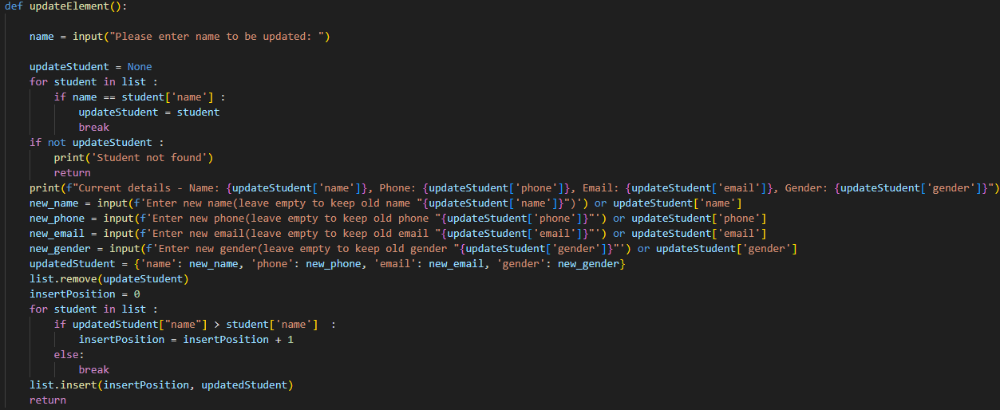 def updateElement():
    name = input("Please enter name to be updated: ")
    updateStudent = None
    for student in list :
        if name == student['name'] :
            updateStudent = student
            break
    if not updateStudent :
        print('Student not found')
        return
    print(f"Current details - Name: {updateStudent['name']}, Phone: {updateStudent['phone']}, Email: {updateStudent['email']}, Gender: {updateStudent['gender']}")
    new_name = input(f'Enter new name(leave empty to keep old name "{updateStudent['name']}")') or updateStudent['name']
    new_phone = input(f'Enter new phone(leave empty to keep old phone "{updateStudent['phone']}"') or updateStudent['phone']
    new_email = input(f'Enter new email(leave empty to keep old email "{updateStudent['email']}"') or updateStudent['email']
    new_gender = input(f'Enter new gender(leave empty to keep old gender "{updateStudent['gender']}"') or updateStudent['gender']
    updatedStudent = {'name': new_name, 'phone': new_phone, 'email': new_email, 'gender': new_gender}
    list.remove(updateStudent)
    insertPosition = 0
    for student in list :
        if updatedStudent["name"] > student['name']  :
            insertPosition = insertPosition + 1
        else:
            break
    list.insert(insertPosition, updatedStudent)
    return